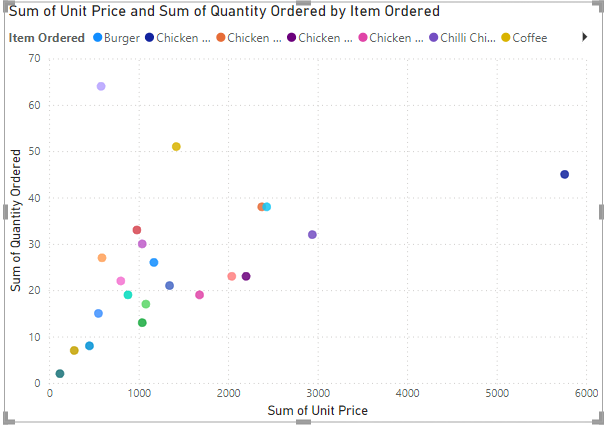 Sum of Unit Price and Sum of Quantity Ordered by Item Ordered
Item Ordered Burger Chicken ... Chicken ... Chicken ... Chicken ... Chilli Chi... Coffee
70
60
50
40
30
20
10
0
Sum of Quantity Ordered
0 1000 2000 3000 4000 5000 6000
Sum of Unit Price